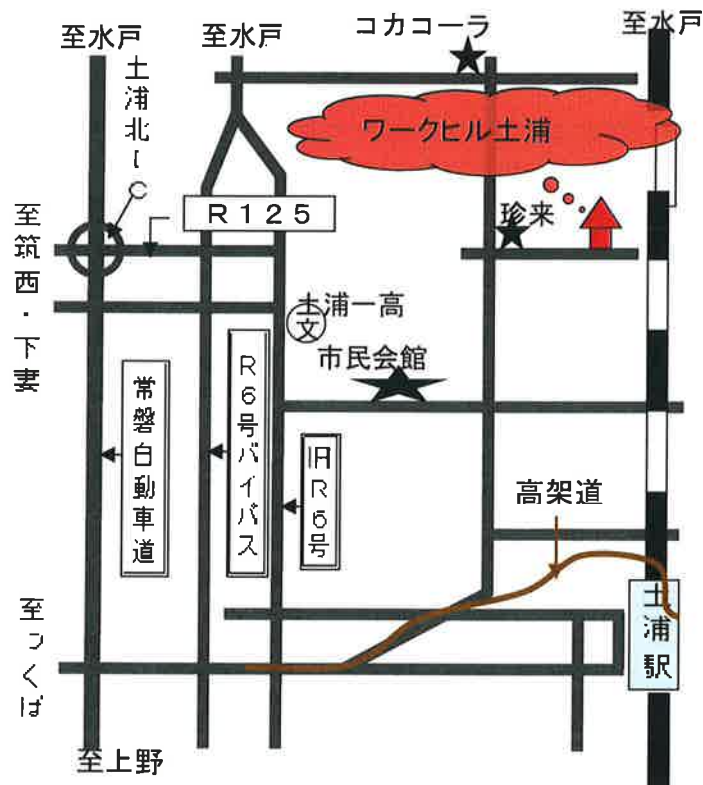 至水戸
至水戸
コカコーラ
至水戸
土浦北IC
ワークヒル土浦
R125
珍来
至筑西・下妻
土浦一高
文
市民会館
常磐自動車道
R6号バイパス
旧R6号
高架道
土浦駅
至つくば
至上野